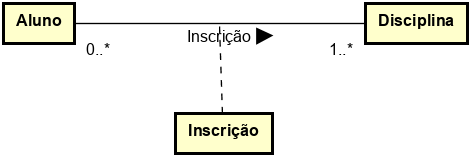 Aluno
Disciplina
Inscrição ▶
0..*
1..*
Inscrição